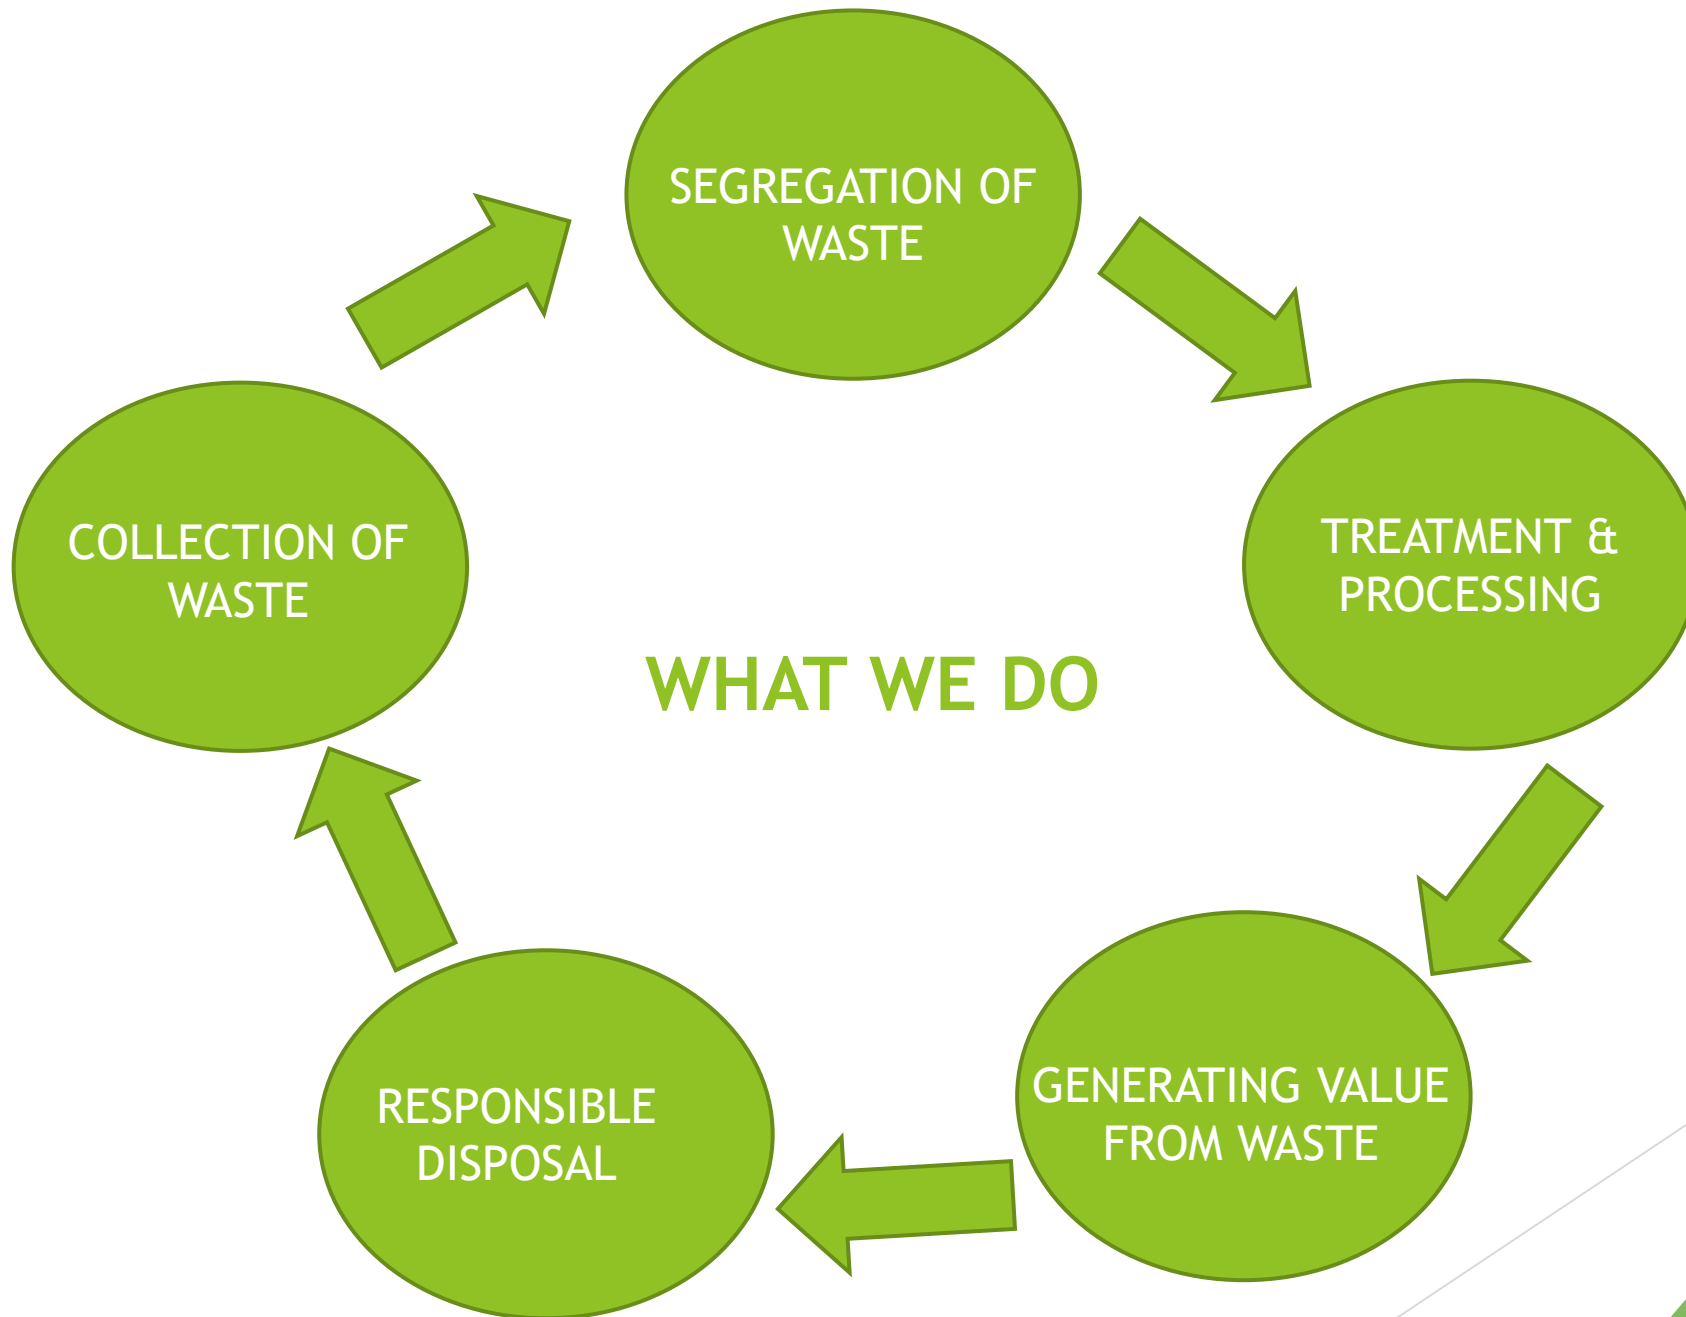 SEGREGATION OF
WASTE
COLLECTION OF
WASTE
TREATMENT &
PROCESSING
WHAT WE DO
GENERATING VALUE
FROM WASTE
RESPONSIBLE
DISPOSAL